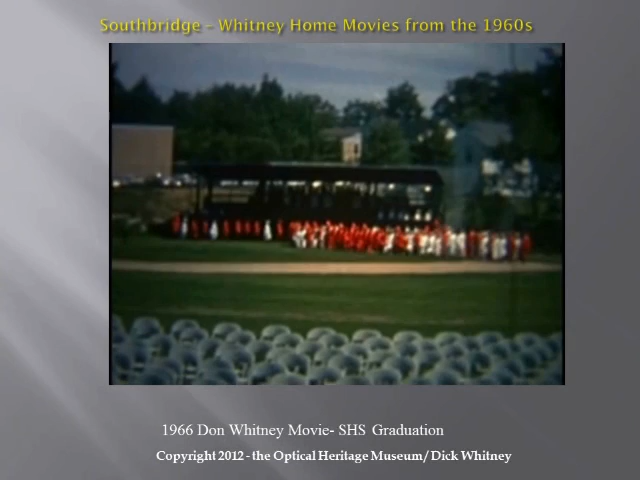 Southbridge - Whitney Home Movies from the 1960s
1966 Don Whitney Movie- SHS Graduation
Copyright 2012 - the Optical Heritage Museum / Dick Whitney